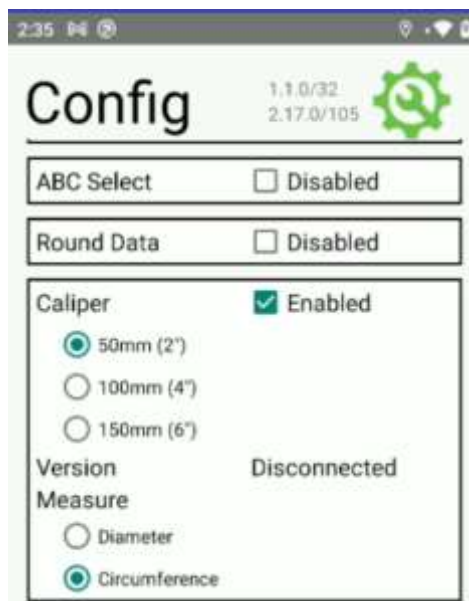 2:35
Config
1.1.0/32
2.17.0/105
ABC Select Disabled
Round Data Disabled
Caliper Enabled
50mm (2")
100mm (4")
150mm (6")
Version Disconnected
Measure
Diameter
Circumference